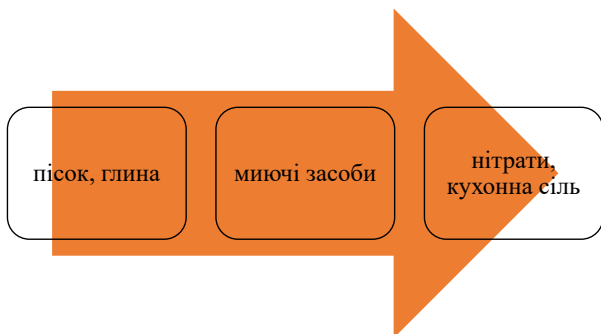 пісок, глина
миючі засоби
нітрати,
кухонна сіль